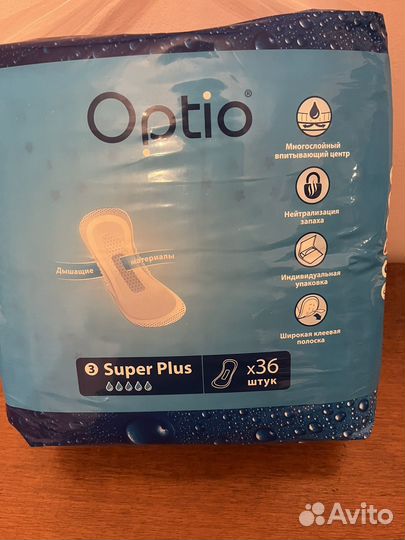 Optio®
Многослойный
впитывающий центр
Нейтрализация
запаха
Дышащие материалы
Индивидуальная
упаковка
Широкая клеевая
полоска
3 Super Plus
x36
штук
Avito